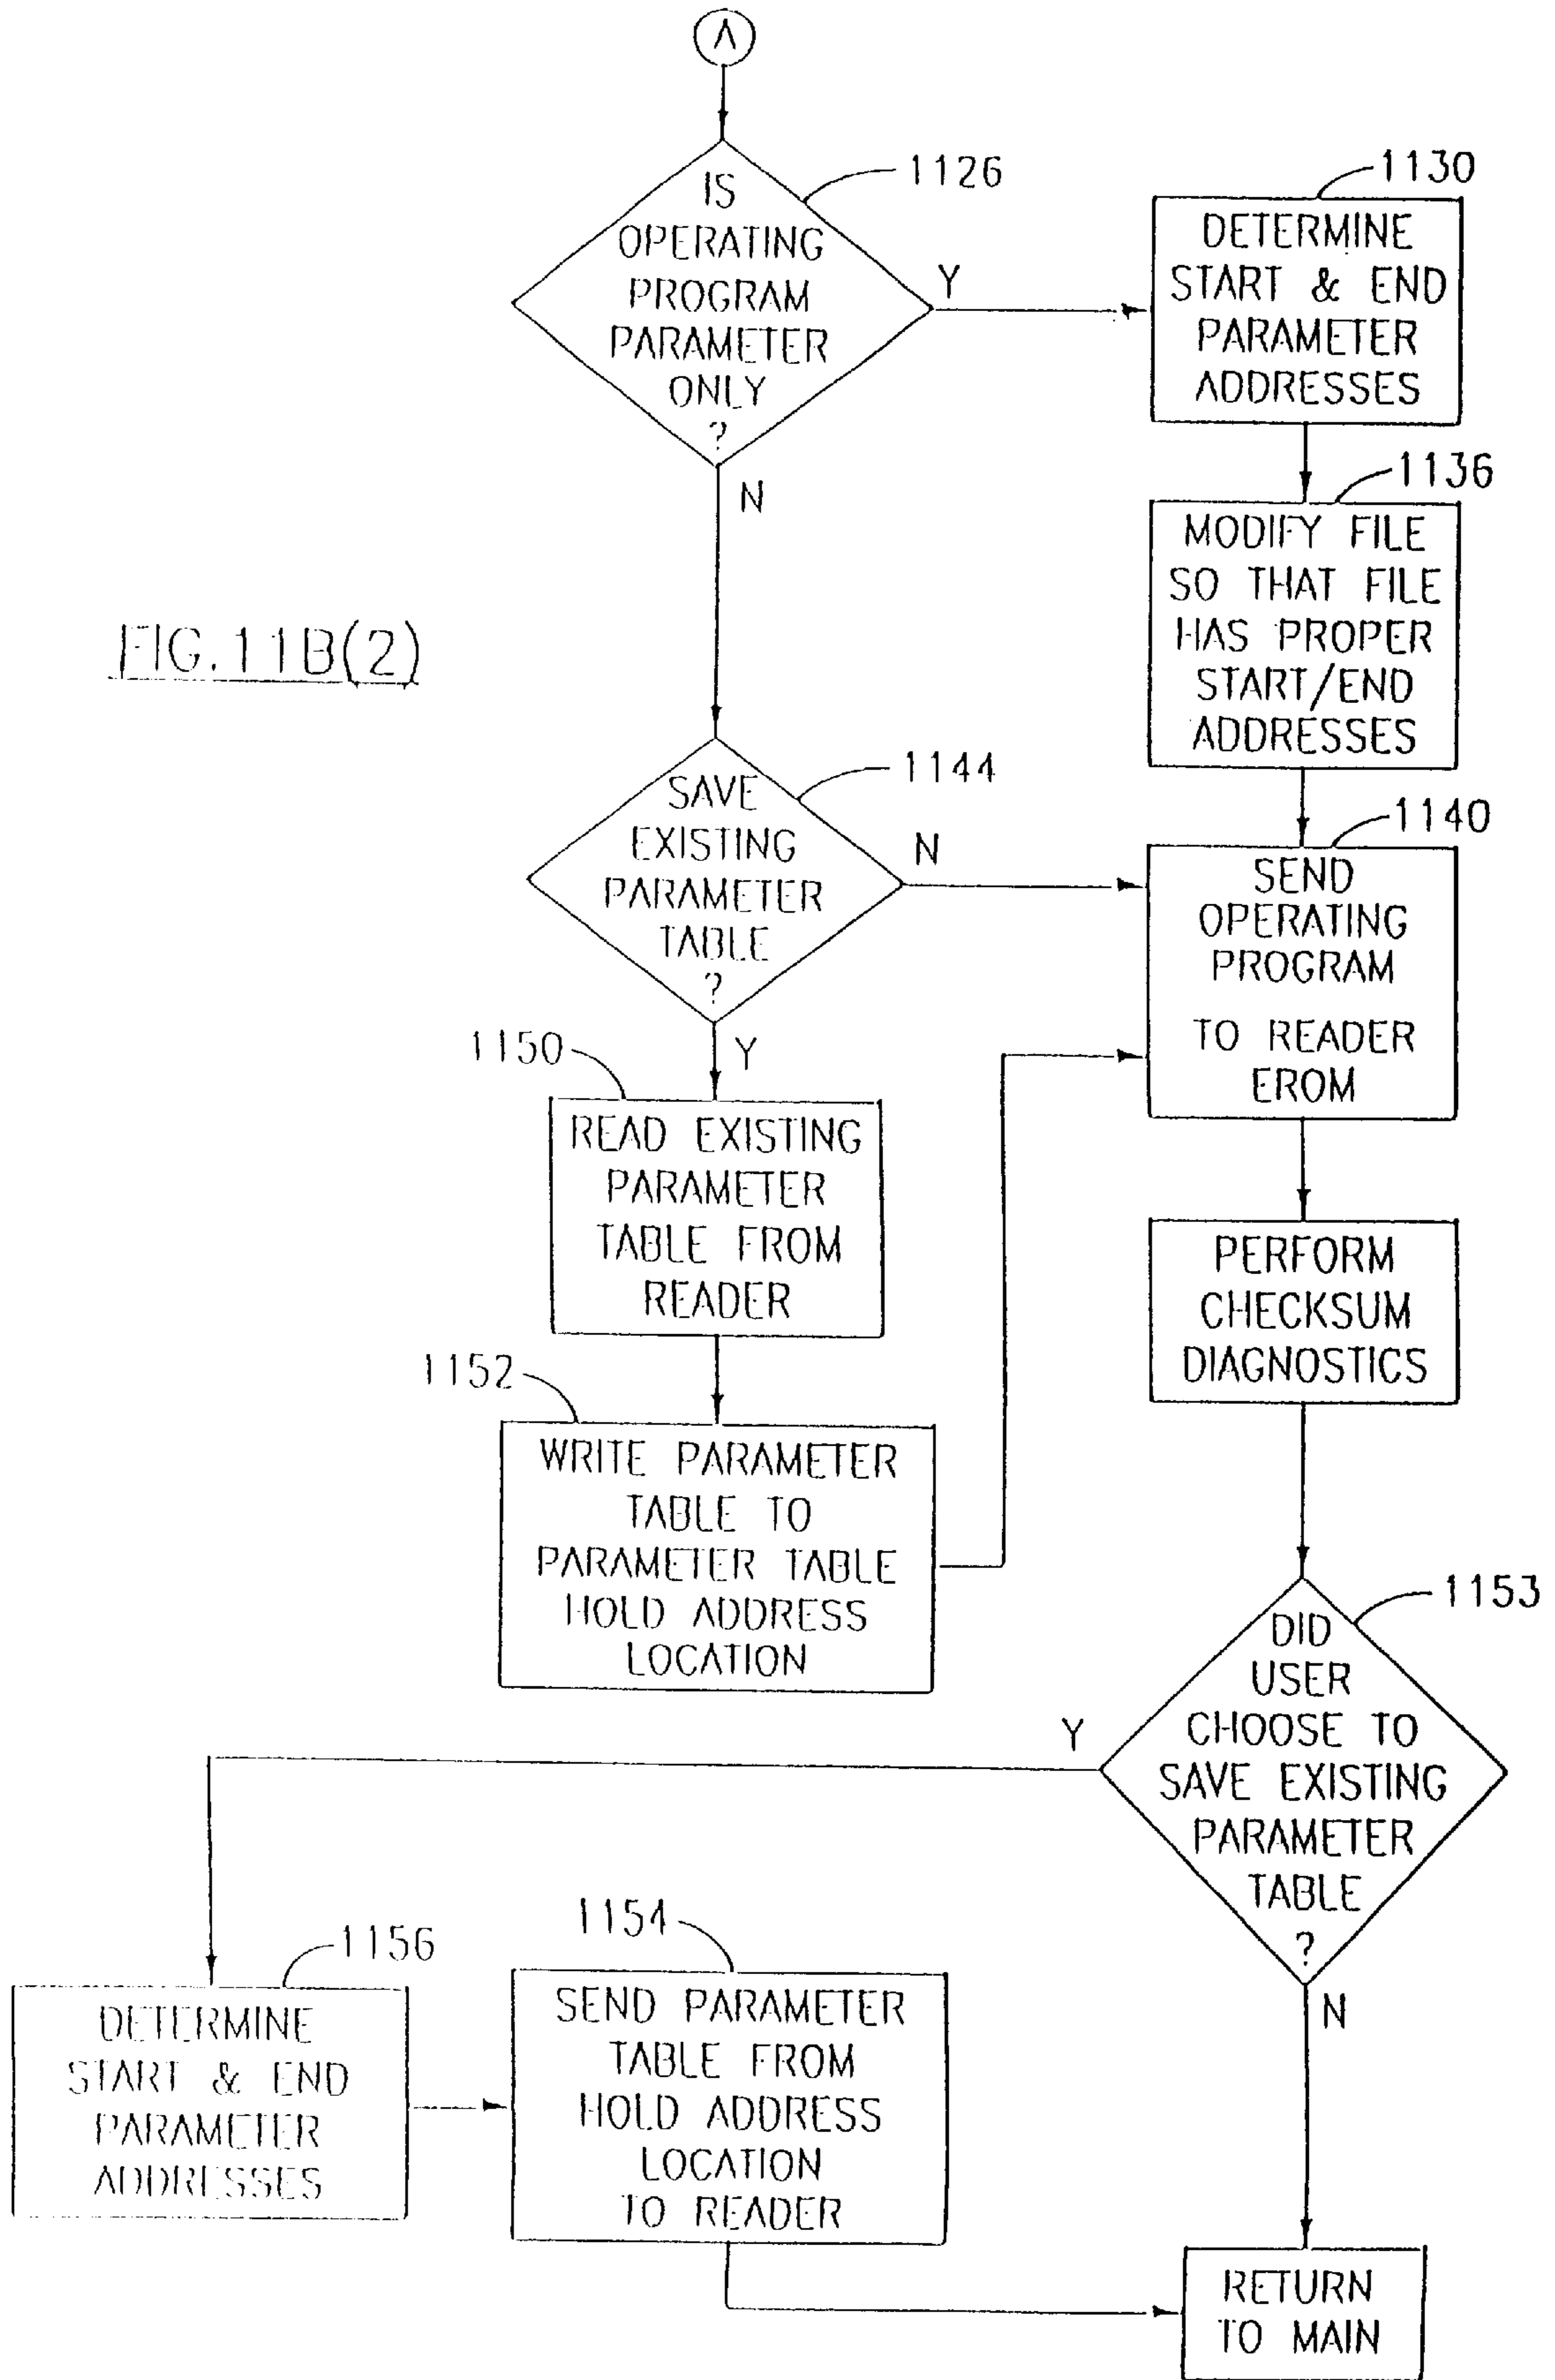 A
1126
IS
OPERATING
PROGRAM
PARAMETER
ONLY
?
Y
N
1130
DETERMINE
START & END
PARAMETER
ADDRESSES
1136
MODIFY FILE
SO THAT FILE
HAS PROPER
START/END
ADDRESSES
FIG.11B(2)
1144
SAVE
EXISTING
PARAMETER
TABLE
?
N
Y
1140
SEND
OPERATING
PROGRAM
TO READER
EROM
1150
READ EXISTING
PARAMETER
TABLE FROM
READER
PERFORM
CHECKSUM
DIAGNOSTICS
1152
WRITE PARAMETER
TABLE TO
PARAMETER TABLE
HOLD ADDRESS
LOCATION
1153
DID
USER
CHOOSE TO
SAVE EXISTING
PARAMETER
TABLE
?
Y
N
1156
DETERMINE
START & END
PARAMETER
ADDRESSES
1154
SEND PARAMETER
TABLE FROM
HOLD ADDRESS
LOCATION
TO READER
RETURN
TO MAIN